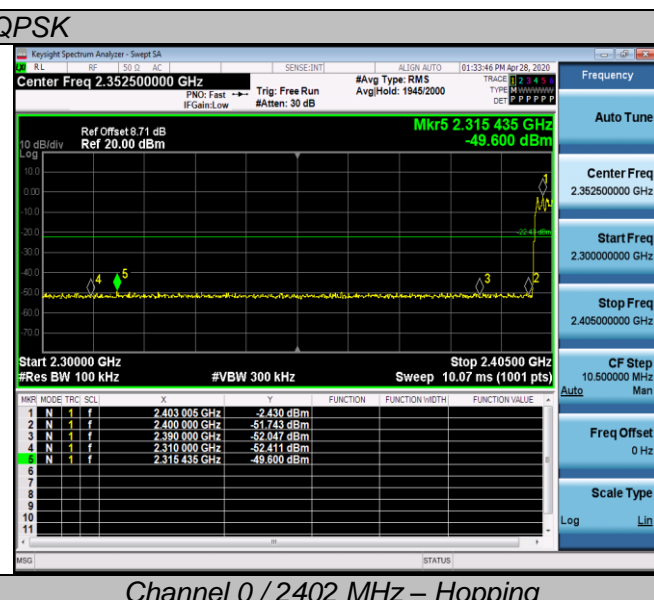 QPSK
Keysight Spectrum Analyzer - Swept SA
RL RF 50 Ω AC SENSE:INT ALIGN AUTO 01:33:46 PM Apr 28, 2020
Center Freq 2.352500000 GHz
PNO: Fast Trig: Free Run
IFGain:Low #Atten: 30 dB
#Avg Type: RMS
Avg|Hold: 1945/2000
TRACE 1 2 3 4 5 6
TYPE M W W W W W
DET P P P P P P
Mkr5 2.315 435 GHz
-49.600 dBm
Ref Offset 8.71 dB
10 dB/div Ref 20.00 dBm
Log
10.0
0.00
-10.0
-20.0
-30.0
-40.0
-50.0
-60.0
-70.0
1
-22.43 dBm
4
5
3
2
Start 2.30000 GHz Stop 2.40500 GHz
#Res BW 100 kHz #VBW 300 kHz Sweep 10.07 ms (1001 pts)
MKR MODE TRC SCL X Y FUNCTION FUNCTION WIDTH FUNCTION VALUE
1 N 1 f 2.403 005 GHz -2.430 dBm
2 N 1 f 2.400 000 GHz -51.743 dBm
3 N 1 f 2.390 000 GHz -52.047 dBm
4 N 1 f 2.310 000 GHz -52.411 dBm
5 N 1 f 2.315 435 GHz -49.600 dBm
6
7
8
9
10
11
MSG STATUS
Frequency
Auto Tune
Center Freq
2.352500000 GHz
Start Freq
2.300000000 GHz
Stop Freq
2.405000000 GHz
CF Step
10.500000 MHz
Auto Man
Freq Offset
0 Hz
Scale Type
Log Lin
Channel 0 / 2402 MHz – Hopping